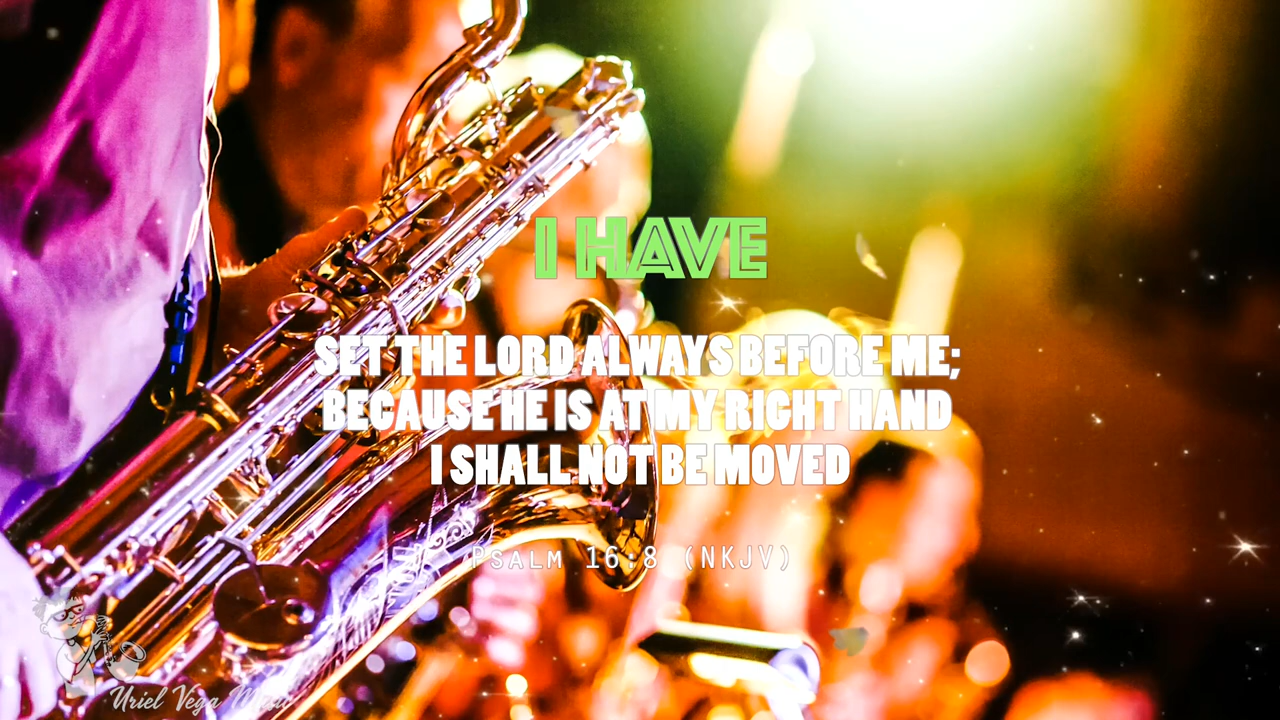 I HAVE
SET THE LORD ALWAYS BEFORE ME;
BECAUSE HE IS AT MY RIGHT HAND
I SHALL NOT BE MOVED
PSALM 16:8 (NKJV)
Uriel Vega Music